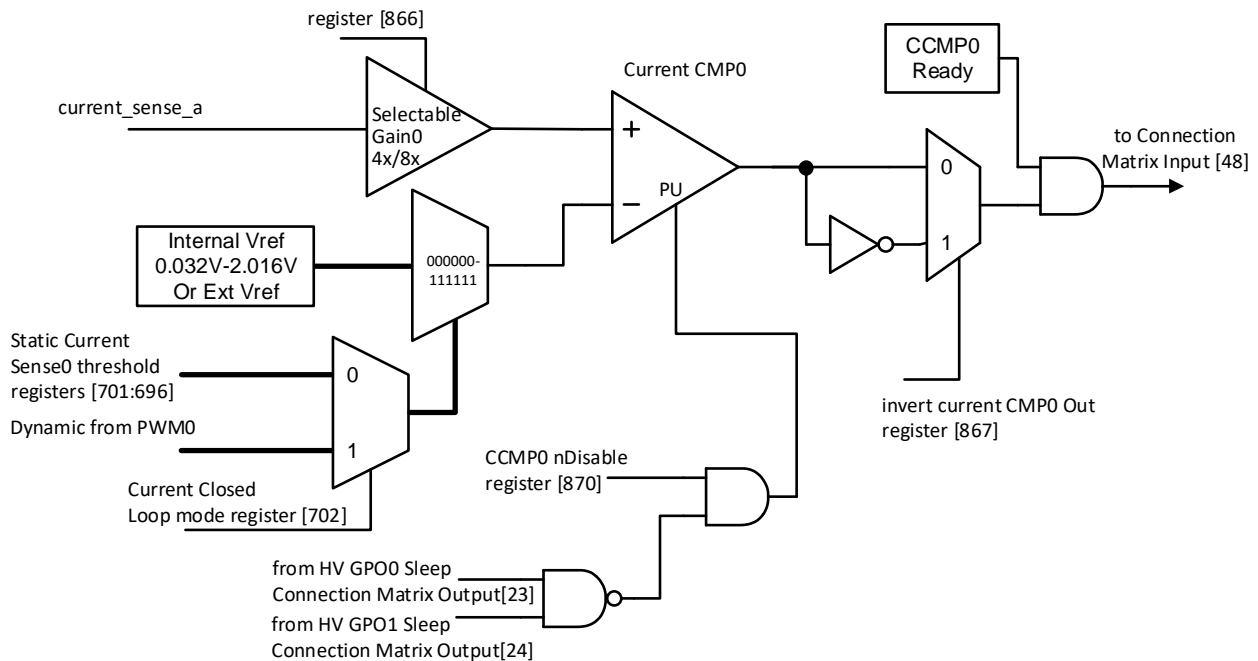 register [866]
current_sense_a
Selectable
Gain0
4x/8x
Current CMP0
+
−
PU
CCMP0
Ready
0
1
to Connection
Matrix Input [48]
Internal Vref
0.032V-2.016V
Or Ext Vref
000000-
111111
Static Current
Sense0 threshold
registers [701:696]
0
Dynamic from PWM0
1
Current Closed
Loop mode register [702]
invert current CMP0 Out
register [867]
CCMP0 nDisable
register [870]
from HV GPO0 Sleep
Connection Matrix Output[23]
from HV GPO1 Sleep
Connection Matrix Output[24]